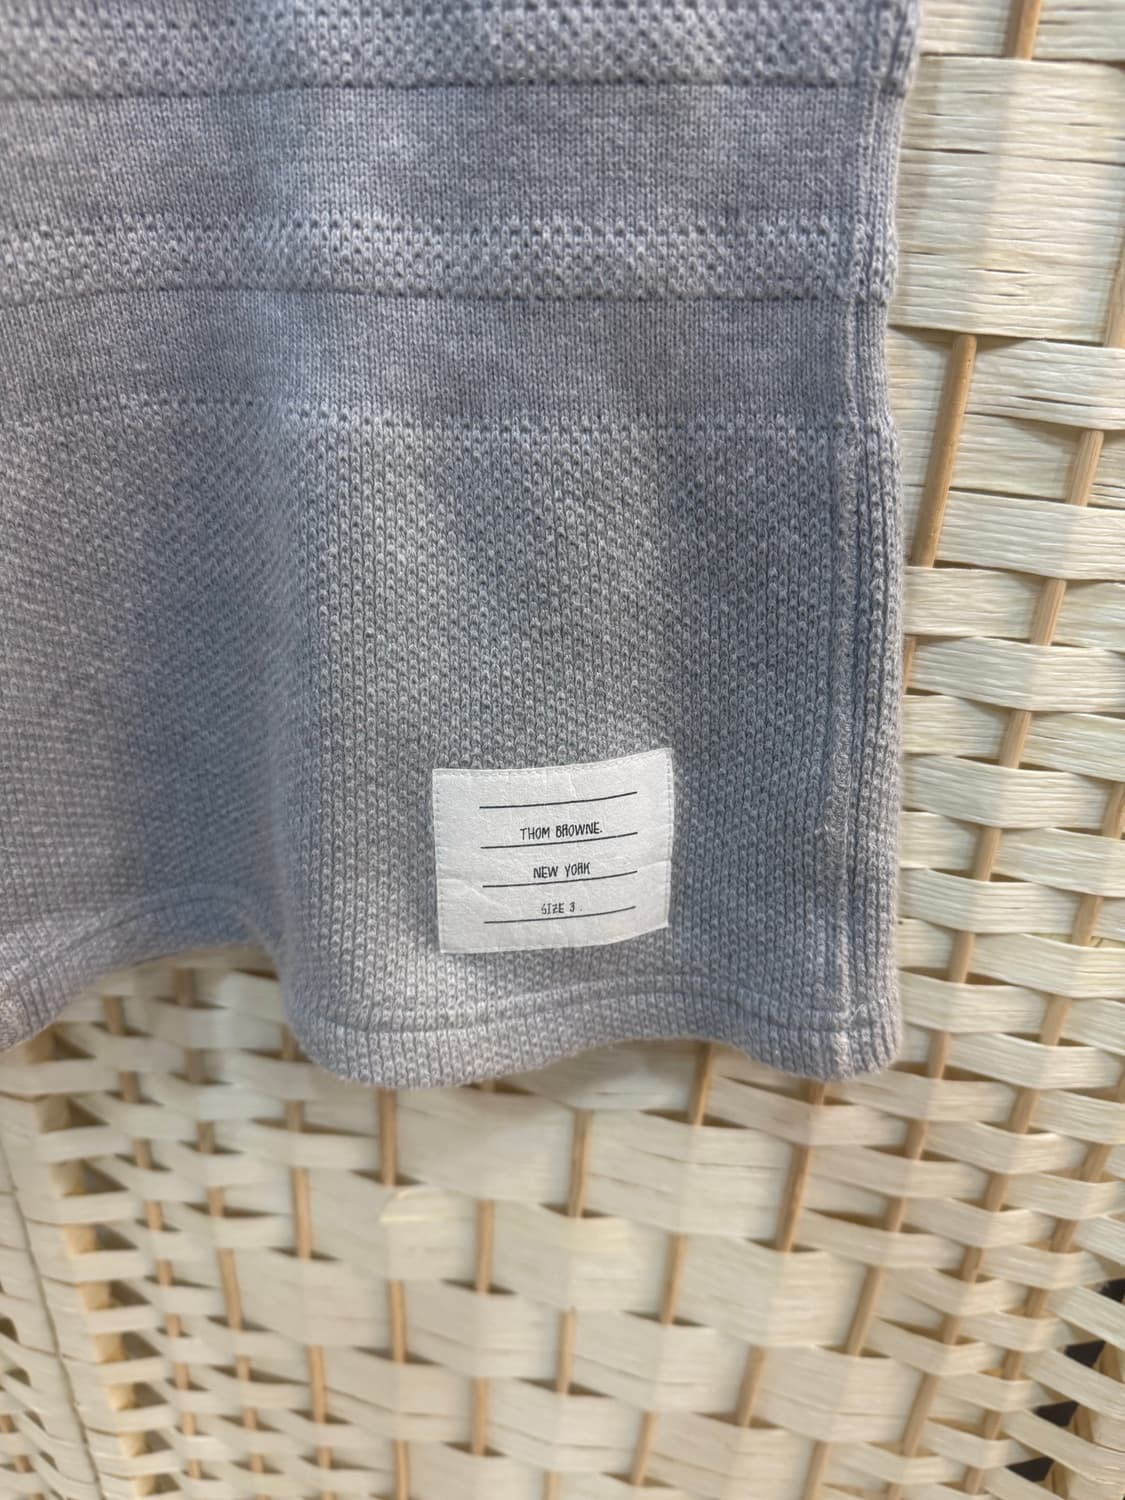 THOM BROWNE.
NEW YORK
SIZE 3.